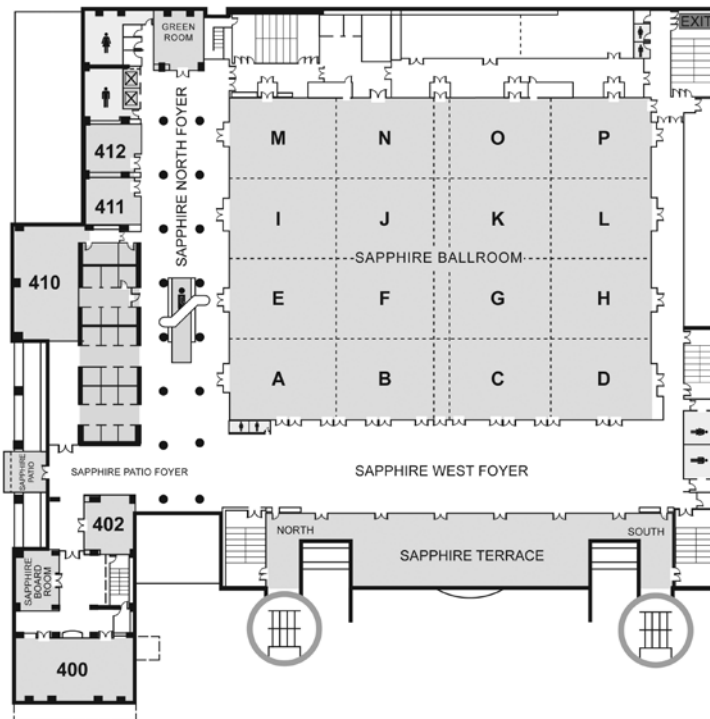 GREEN
ROOM
EXIT
412
411
410
SAPPHIRE NORTH FOYER
M
N
O
P
I
J
K
L
SAPPHIRE BALLROOM
E
F
G
H
A
B
C
D
SAPPHIRE
PATIO
SAPPHIRE PATIO FOYER
SAPPHIRE WEST FOYER
402
NORTH
SOUTH
SAPPHIRE TERRACE
SAPPHIRE
BOARD
ROOM
400